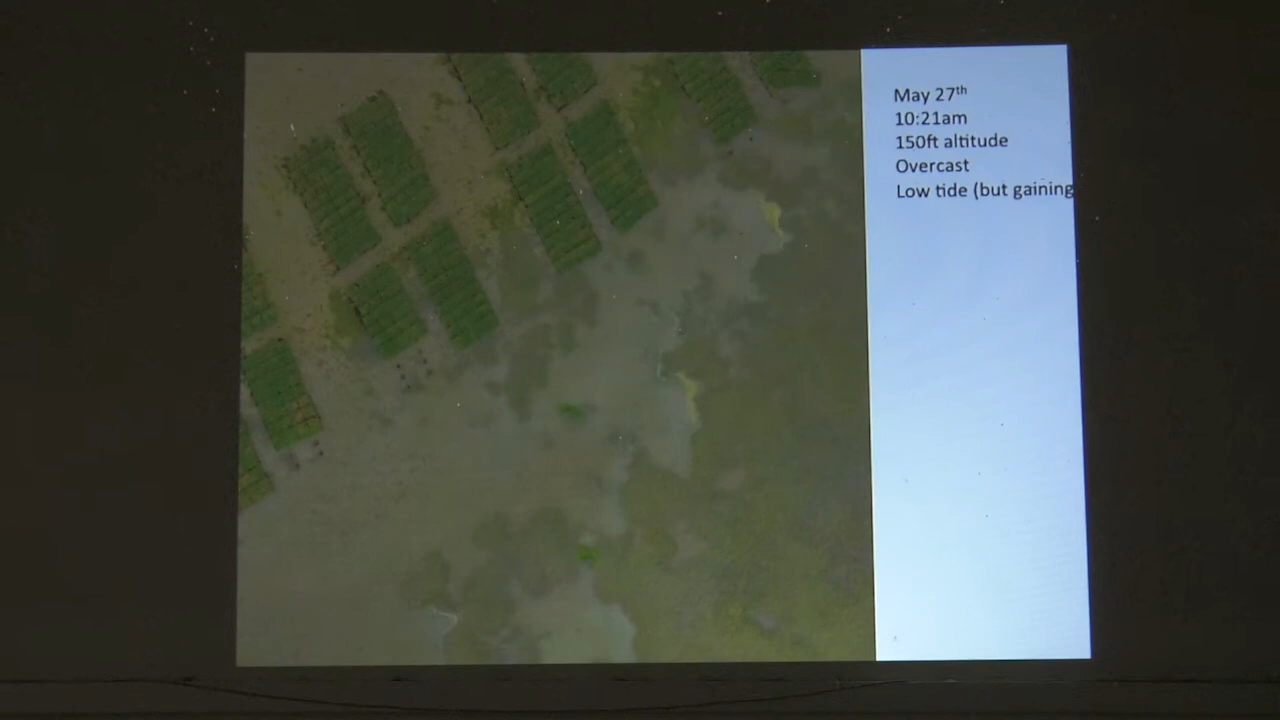 May 27th
10:21am
150ft altitude
Overcast
Low tide (but gaining